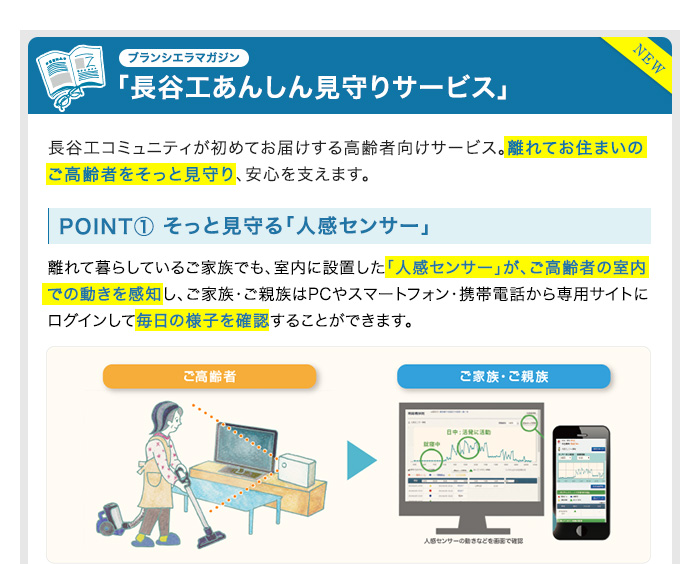 ブランシエラマガジン
「長谷工あんしん見守りサービス」
NEW
長谷工コミュニティが初めてお届けする高齢者向けサービス。離れてお住まいの
ご高齢者をそっと見守り、安心を支えます。
POINT① そっと見守る「人感センサー」
離れて暮らしているご家族でも、室内に設置した「人感センサー」が、ご高齢者の室内
での動きを感知し、ご家族・ご親族はPCやスマートフォン・携帯電話から専用サイトに
ログインして毎日の様子を確認することができます。
ご高齢者
ご家族・ご親族
日中：活発に活動
就寝中
人感センサーの動きなどを画面で確認